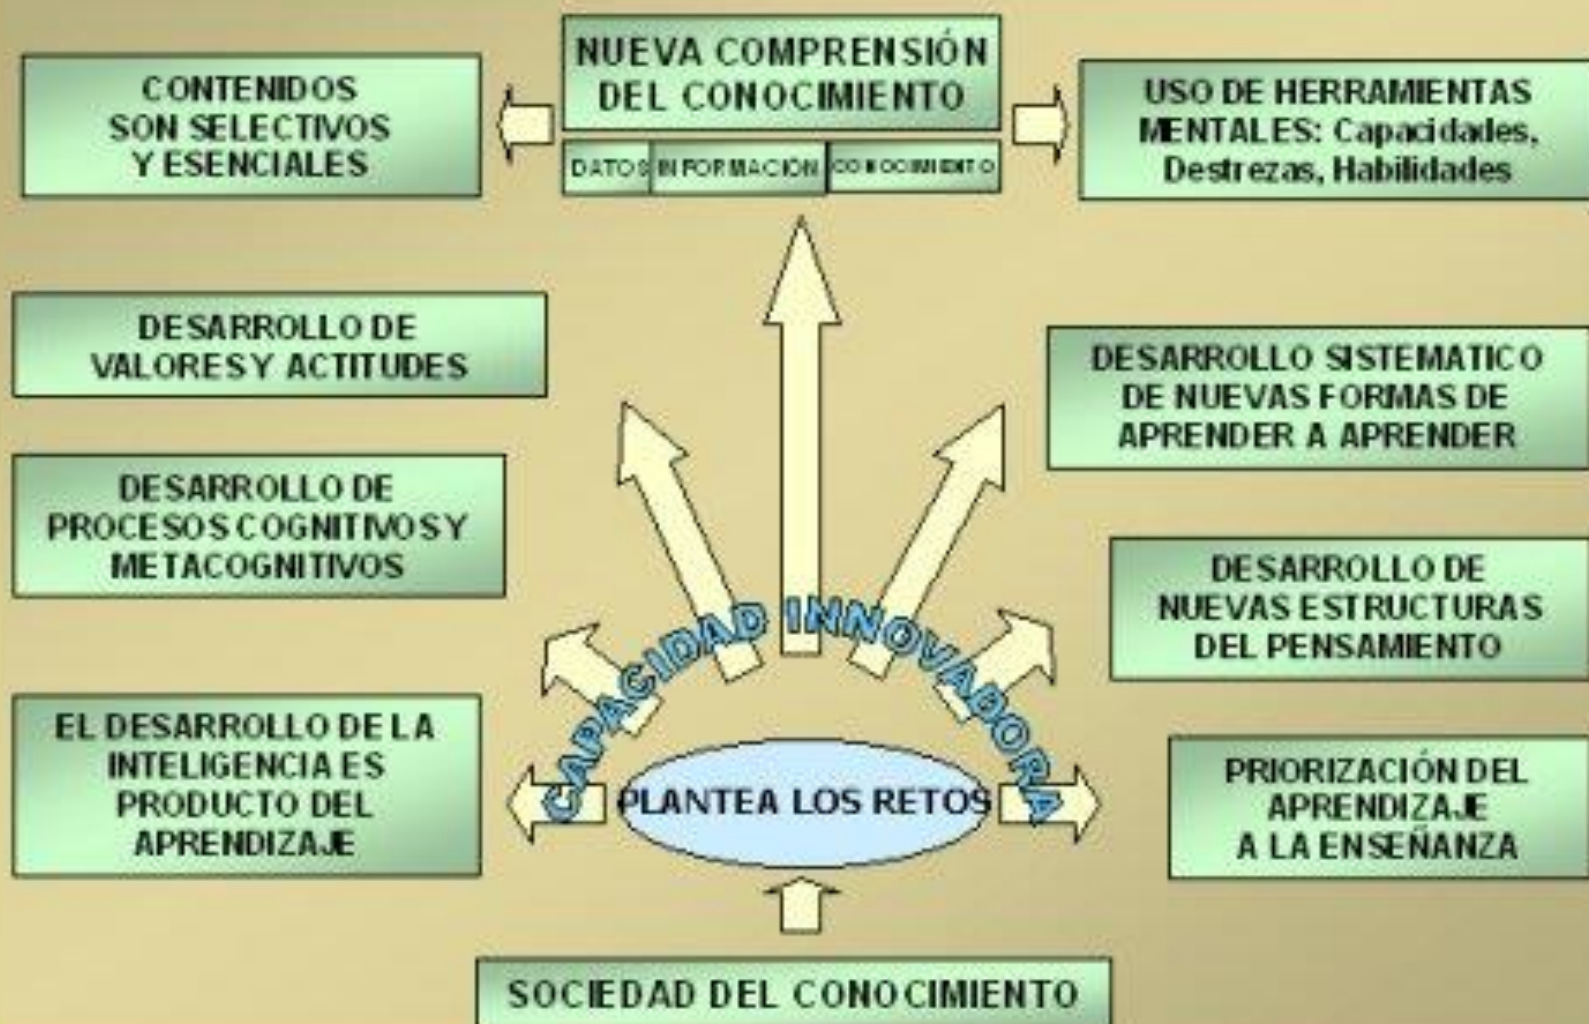 NUEVA COMPRENSIÓN
DEL CONOCIMIENTO
DATOS INFORMACIÓN CONOCIMIENTO
CONTENIDOS
SON SELECTIVOS
Y ESENCIALES
USO DE HERRAMIENTAS
MENTALES: Capacidades,
Destrezas, Habilidades
DESARROLLO DE
VALORES Y ACTITUDES
DESARROLLO SISTEMATICO
DE NUEVAS FORMAS DE
APRENDER A APRENDER
DESARROLLO DE
PROCESOS COGNITIVOS Y
METACOGNITIVOS
DESARROLLO DE
NUEVAS ESTRUCTURAS
DEL PENSAMIENTO
CAPACIDAD INNOVADORA
EL DESARROLLO DE LA
INTELIGENCIA ES
PRODUCTO DEL
APRENDIZAJE
PLANTEA LOS RETOS
PRIORIZACIÓN DEL
APRENDIZAJE
A LA ENSEÑANZA
SOCIEDAD DEL CONOCIMIENTO